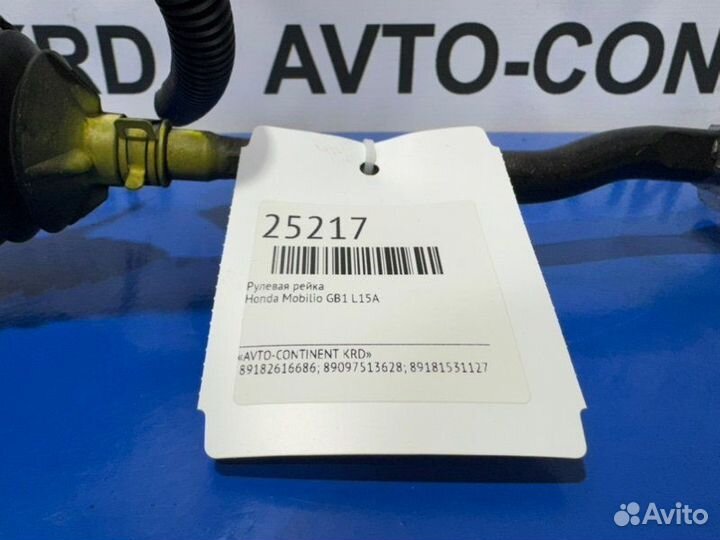 KRD AVTO-CON
25217
Рулевая рейка
Honda Mobilio GB1 L15A
«AVTO-CONTINENT KRD»
89182616686; 89097513628; 89181531127
Avito